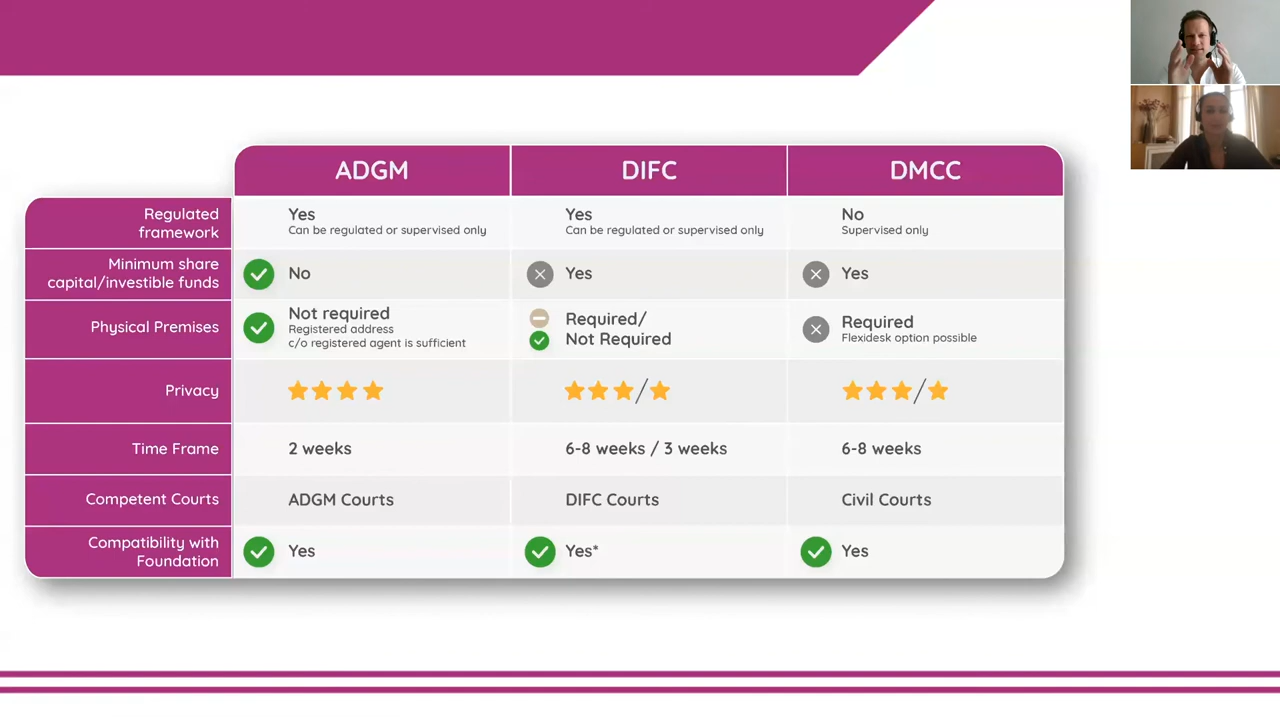 ADGM DIFC DMCC
Regulated
framework
Yes
Can be regulated or supervised only
Yes
Can be regulated or supervised only
No
Supervised only
Minimum share
capital/investible funds
No
Yes
Yes
Physical Premises
Not required
Registered address
c/o registered agent is sufficient
Required/
Not Required
Required
Flexidesk option possible
Privacy
/
/
Time Frame
2 weeks
6-8 weeks / 3 weeks
6-8 weeks
Competent Courts
ADGM Courts
DIFC Courts
Civil Courts
Compatibility with
Foundation
Yes
Yes*
Yes